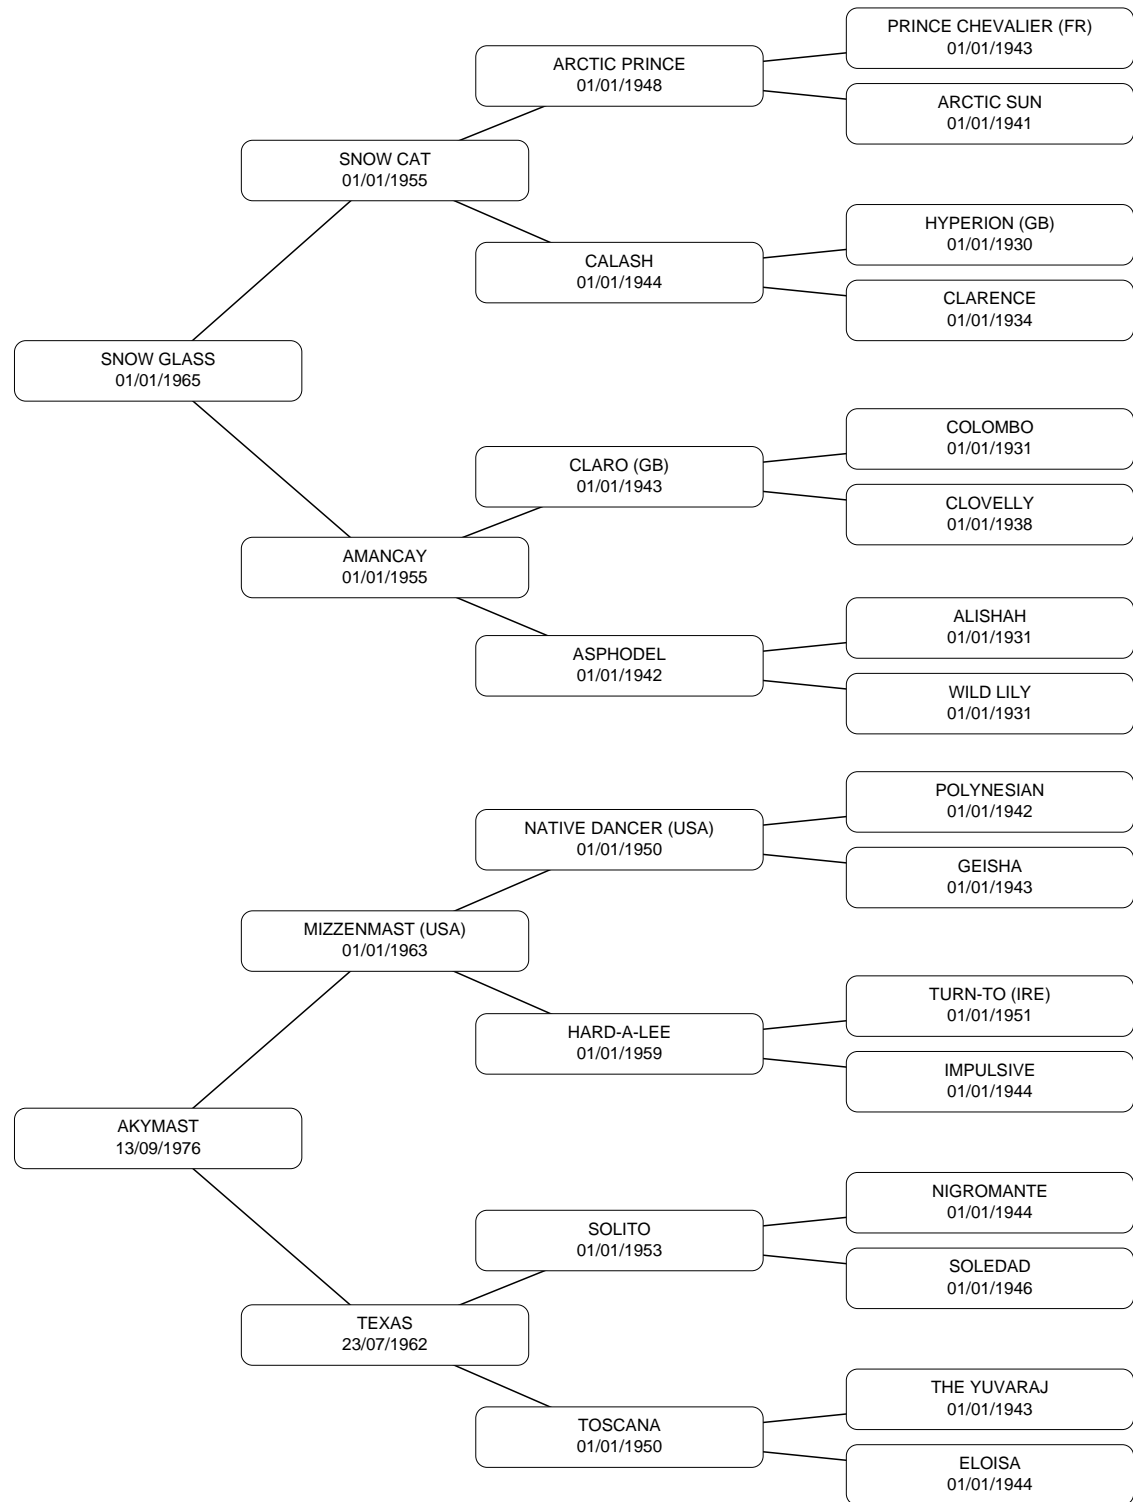 PRINCE CHEVALIER (FR)
01/01/1943
ARCTIC PRINCE
01/01/1948
ARCTIC SUN
01/01/1941
SNOW CAT
01/01/1955
HYPERION (GB)
01/01/1930
CALASH
01/01/1944
CLARENCE
01/01/1934
SNOW GLASS
01/01/1965
COLOMBO
01/01/1931
CLARO (GB)
01/01/1943
CLOVELLY
01/01/1938
AMANCAY
01/01/1955
ALISHAH
01/01/1931
ASPHODEL
01/01/1942
WILD LILY
01/01/1931
POLYNESIAN
01/01/1942
NATIVE DANCER (USA)
01/01/1950
GEISHA
01/01/1943
MIZZENMAST (USA)
01/01/1963
TURN-TO (IRE)
01/01/1951
HARD-A-LEE
01/01/1959
IMPULSIVE
01/01/1944
AKYMAST
13/09/1976
NIGROMANTE
01/01/1944
SOLITO
01/01/1953
SOLEDAD
01/01/1946
TEXAS
23/07/1962
THE YUVARAJ
01/01/1943
TOSCANA
01/01/1950
ELOISA
01/01/1944